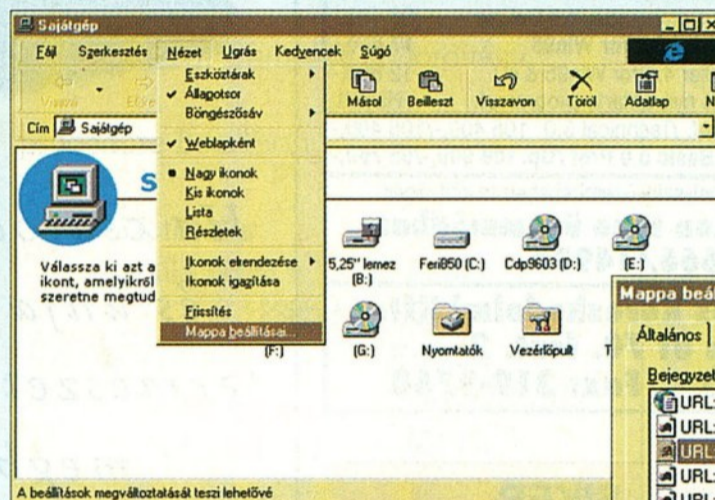 Sajátgép
Fájl Szerkesztés Nézet Ugrás Kedvencek Súgó
Vissza
Másol Beilleszt Visszavon Töröl Adatlap
Cím Sajátgép
Eszköztárak
Állapotsor
Böngészősáv
Weblapként
Nagy ikonok
Kis ikonok
Lista
Részletek
Ikonok elrendezése
Ikonok igazítása
Frissítés
Mappa beállításai...
S
Válassza ki azt a
ikont, amelyikről
szeretne megtud
5,25" lemez (B:)
Feri850 (C:)
Cdp9603 (D:)
(E:)
(F:)
(G:)
Nyomtatók
Vezérlőpult
Mappa beál
Általános
Bejegyzet
URL:
URL:
URL:
URL:
URL:
A beállítások megváltoztatását teszi lehetővé